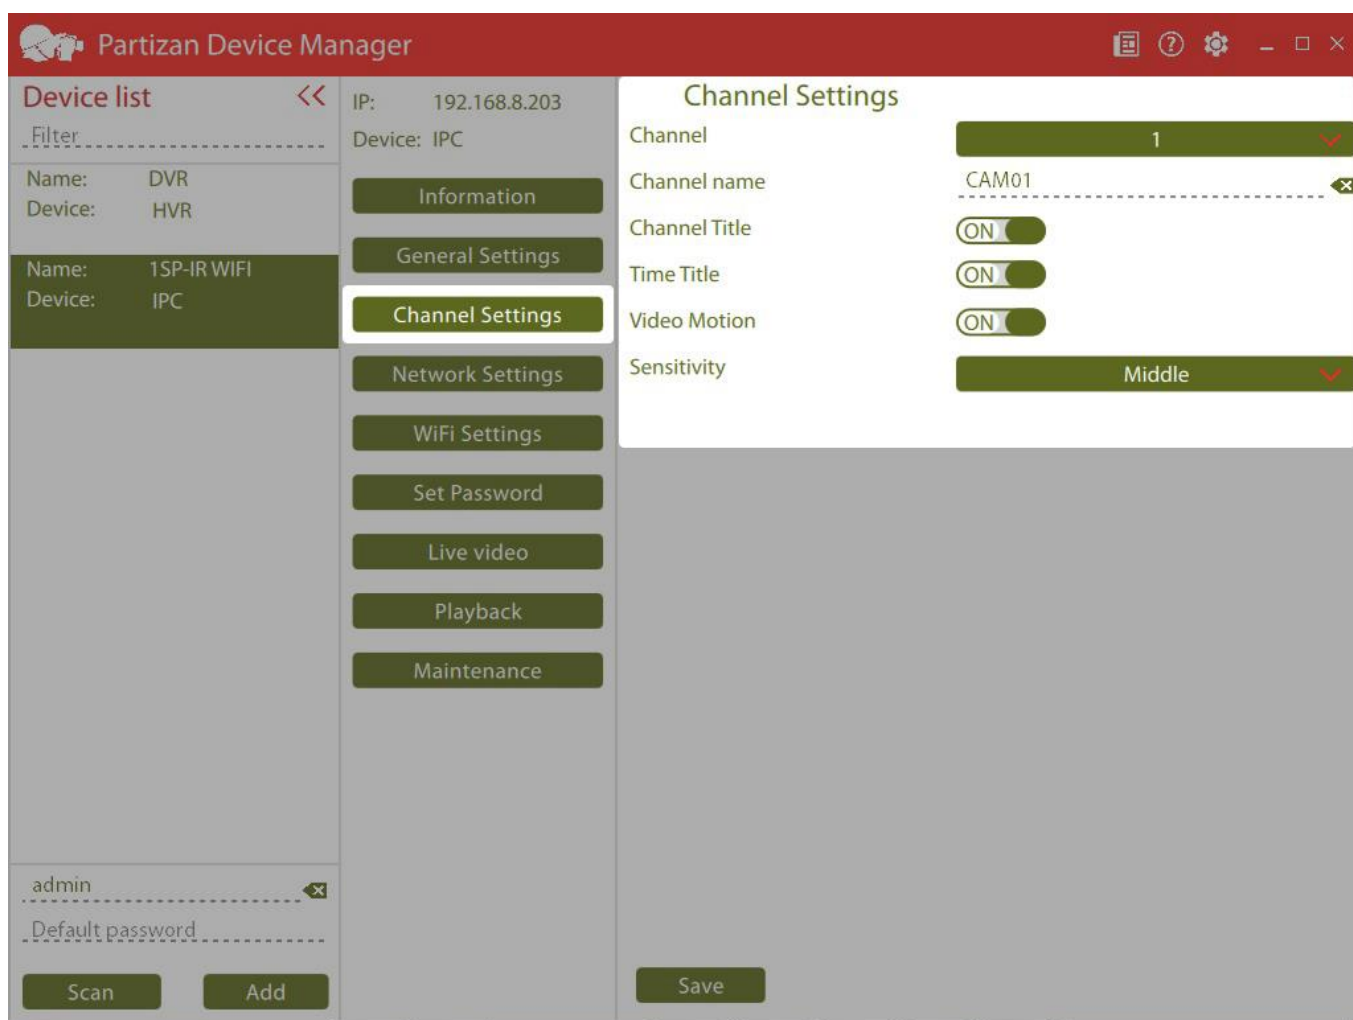 Partizan Device Manager
Device list <<
Filter
Name: DVR
Device: HVR
Name: 1SP-IR WIFI
Device: IPC
admin
Default password
Scan Add
IP: 192.168.8.203
Device: IPC
Information
General Settings
Channel Settings
Network Settings
WiFi Settings
Set Password
Live video
Playback
Maintenance
Channel Settings
Channel 1
Channel name CAM01
Channel Title ON
Time Title ON
Video Motion ON
Sensitivity Middle
Save